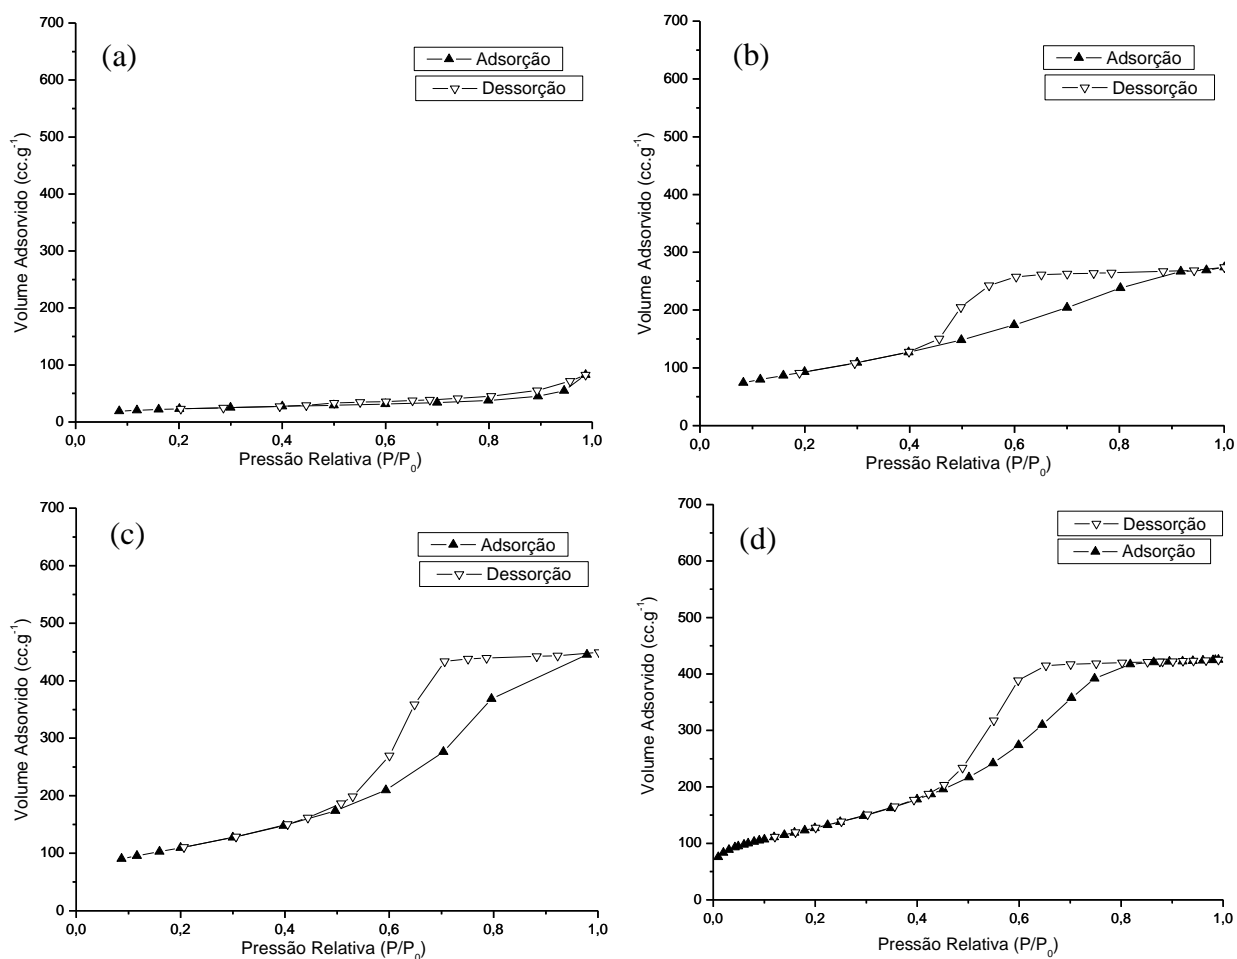 (a)
Adsorção
Dessorção
Volume Adsorvido (cc.g⁻¹)
700
600
500
400
300
200
100
0
0,0 0,2 0,4 0,6 0,8 1,0
Pressão Relativa (P/P₀)
(b)
Adsorção
Dessorção
Volume Adsorvido (cc.g⁻¹)
700
600
500
400
300
200
100
0
0,0 0,2 0,4 0,6 0,8 1,0
Pressão Relativa (P/P₀)
(c)
Adsorção
Dessorção
Volume Adsorvido (cc.g⁻¹)
700
600
500
400
300
200
100
0
0,0 0,2 0,4 0,6 0,8 1,0
Pressão Relativa (P/P₀)
(d)
Dessorção
Adsorção
Volume Adsorvido (cc.g⁻¹)
700
600
500
400
300
200
100
0
0,0 0,2 0,4 0,6 0,8 1,0
Pressão Relativa (P/P₀)